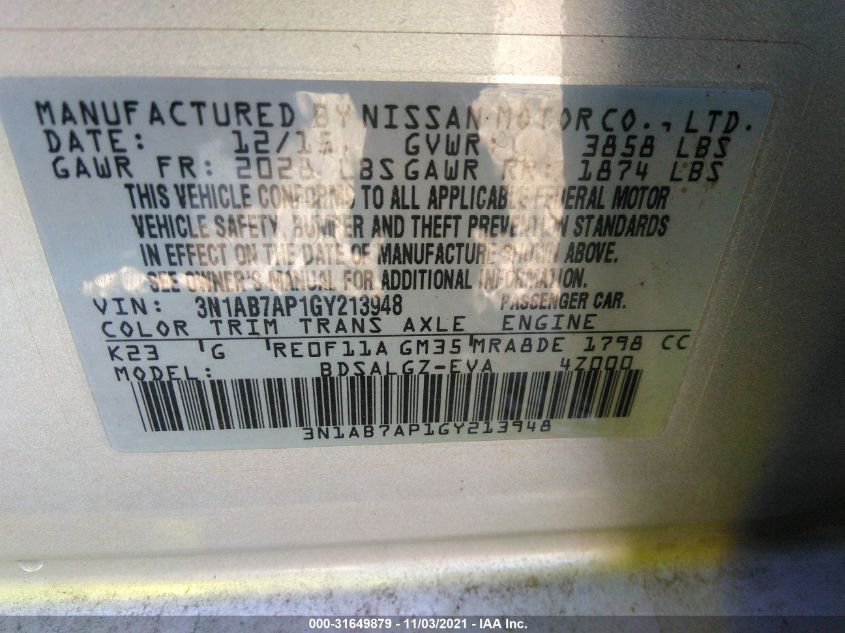 MANUFACTURED BY NISSAN MOTOR CO., LTD.
DATE: 12/15 GVWR: 3858 LBS
GAWR FR: 2028 LBS GAWR RR: 1874 LBS
THIS VEHICLE CONFORMS TO ALL APPLICABLE FEDERAL MOTOR
VEHICLE SAFETY, BUMPER AND THEFT PREVENTION STANDARDS
IN EFFECT ON THE DATE OF MANUFACTURE SHOWN ABOVE.
SEE OWNER'S MANUAL FOR ADDITIONAL INFORMATION.
VIN: 3N1AB7AP1GY213948 PASSENGER CAR.
COLOR TRIM TRANS AXLE ENGINE
K23 G RE0F11A GM35 MRA8DE 1798 CC
MODEL: BDSALGZ-EVA 4Z000
3N1AB7AP1GY213948
000-31649879 - 11/03/2021 - IAA Inc.